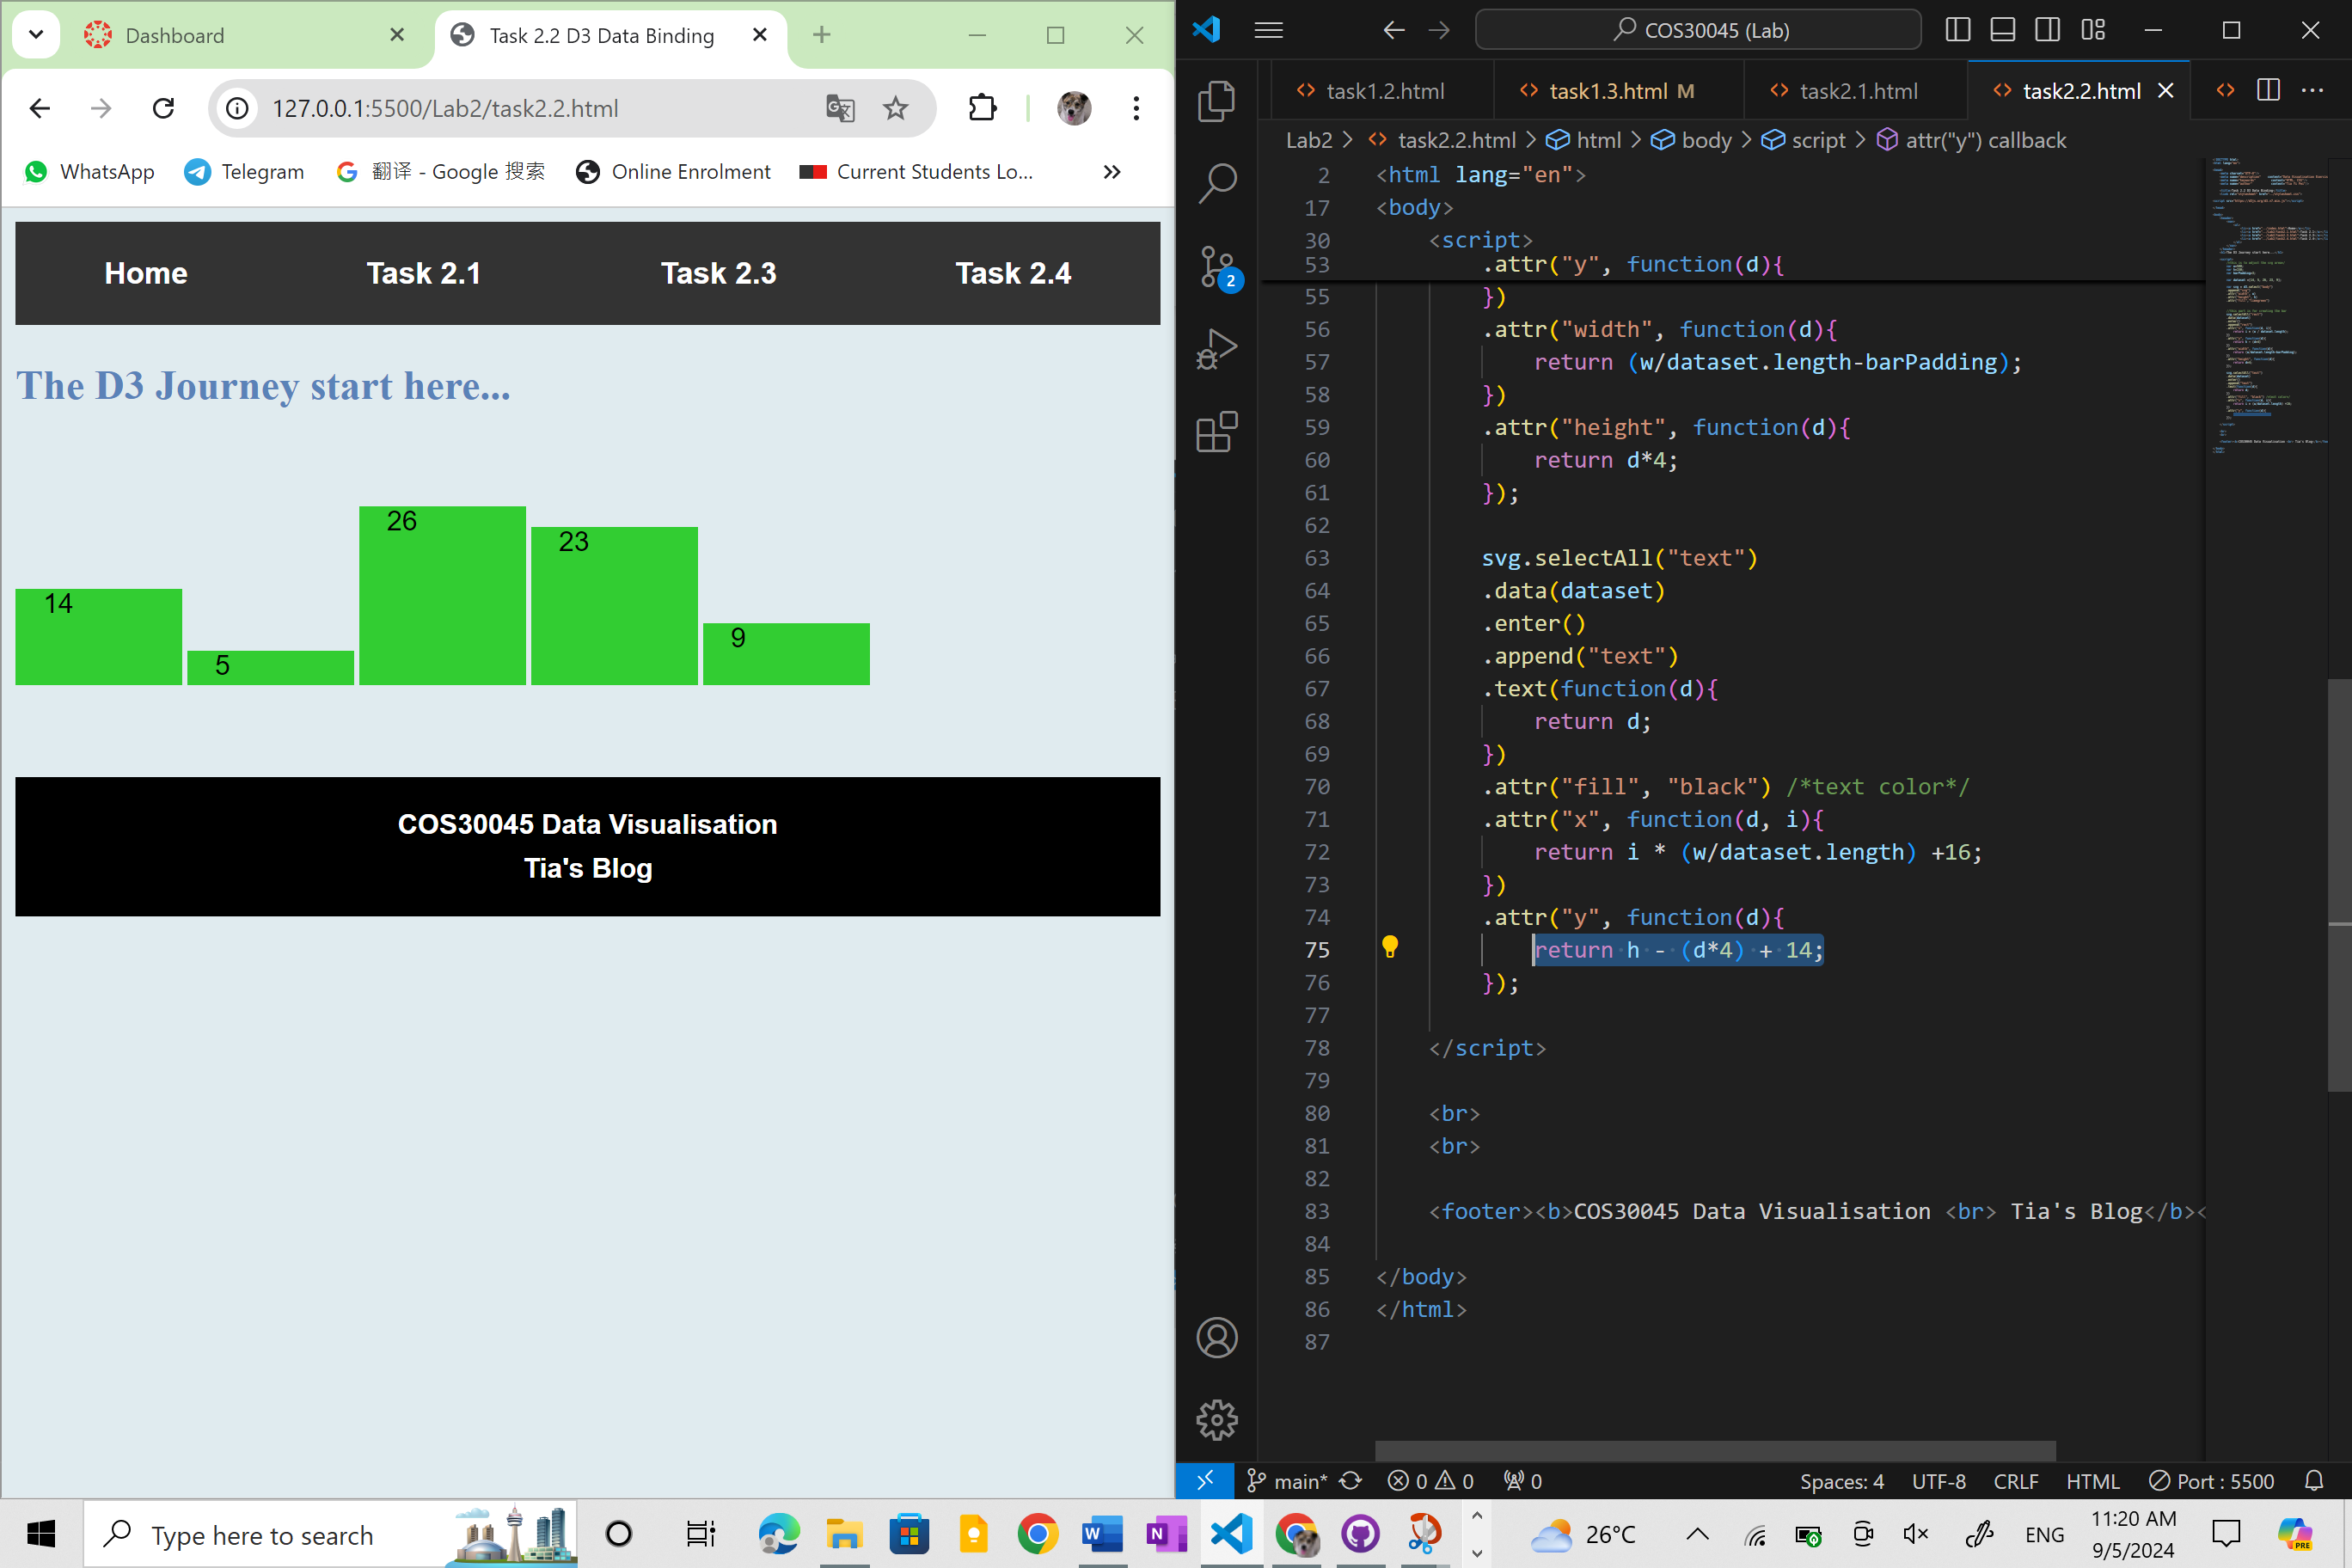 Dashboard
Task 2.2 D3 Data Binding
127.0.0.1:5500/Lab2/task2.2.html
WhatsApp
Telegram
翻译 - Google 搜索
Online Enrolment
Current Students Lo...
Home
Task 2.1
Task 2.3
Task 2.4
The D3 Journey start here...
14
5
26
23
9
COS30045 Data Visualisation
Tia's Blog
COS30045 (Lab)
task1.2.html
task1.3.html M
task2.1.html
task2.2.html
Lab2 > task2.2.html > html > body > script > attr("y") callback
2 <html lang="en">
17 <body>
30 <script>
53 .attr("y", function(d){
55 })
56 .attr("width", function(d){
57 return (w/dataset.length-barPadding);
58 })
59 .attr("height", function(d){
60 return d*4;
61 });
62
63 svg.selectAll("text")
64 .data(dataset)
65 .enter()
66 .append("text")
67 .text(function(d){
68 return d;
69 })
70 .attr("fill", "black") /*text color*/
71 .attr("x", function(d, i){
72 return i * (w/dataset.length) +16;
73 })
74 .attr("y", function(d){
75 return h - (d*4) + 14;
76 });
77
78 </script>
79
80 <br>
81 <br>
82
83 <footer><b>COS30045 Data Visualisation <br> Tia's Blog</b><
84
85 </body>
86 </html>
87
2
main*
0
0
0
Spaces: 4
UTF-8
CRLF
HTML
Port : 5500
Type here to search
26°C
ENG
11:20 AM
9/5/2024
PRE